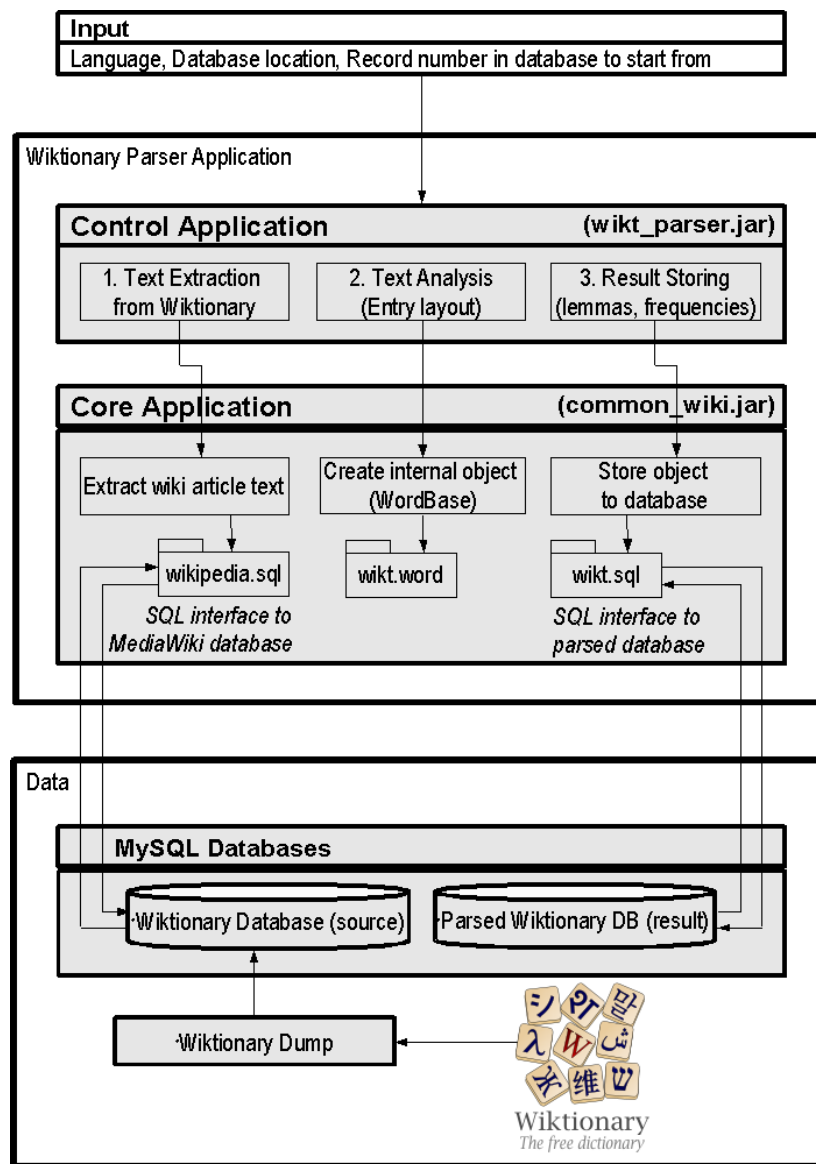 Input
Language, Database location, Record number in database to start from
Wiktionary Parser Application
Control Application (wikt_parser.jar)
1. Text Extraction
from Wiktionary
2. Text Analysis
(Entry layout)
3. Result Storing
(lemmas, frequencies)
Core Application (common_wiki.jar)
Extract wiki article text
Create internal object
(WordBase)
Store object
to database
wikipedia.sql
wikt.word
wikt.sql
SQL interface to
MediaWiki database
SQL interface to
parsed database
Data
MySQL Databases
Wiktionary Database (source)
Parsed Wiktionary DB (result)
Wiktionary Dump
シ 말
λ W ش
维 ש
Wiktionary
The free dictionary